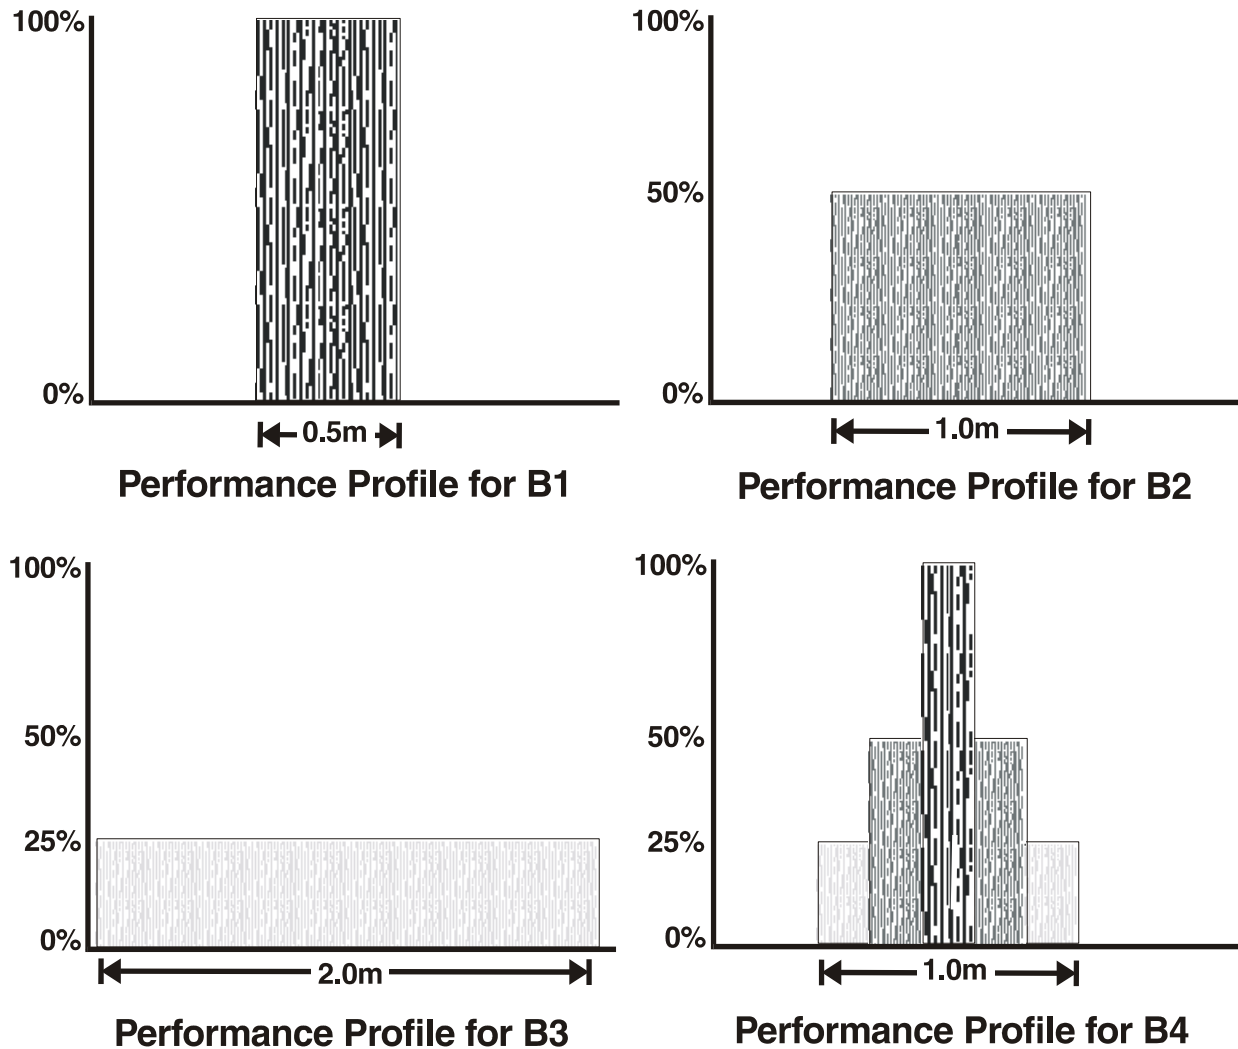 100%
0%
0.5m
Performance Profile for B1
100%
50%
0%
1.0m
Performance Profile for B2
100%
50%
25%
0%
2.0m
Performance Profile for B3
100%
50%
25%
0%
1.0m
Performance Profile for B4